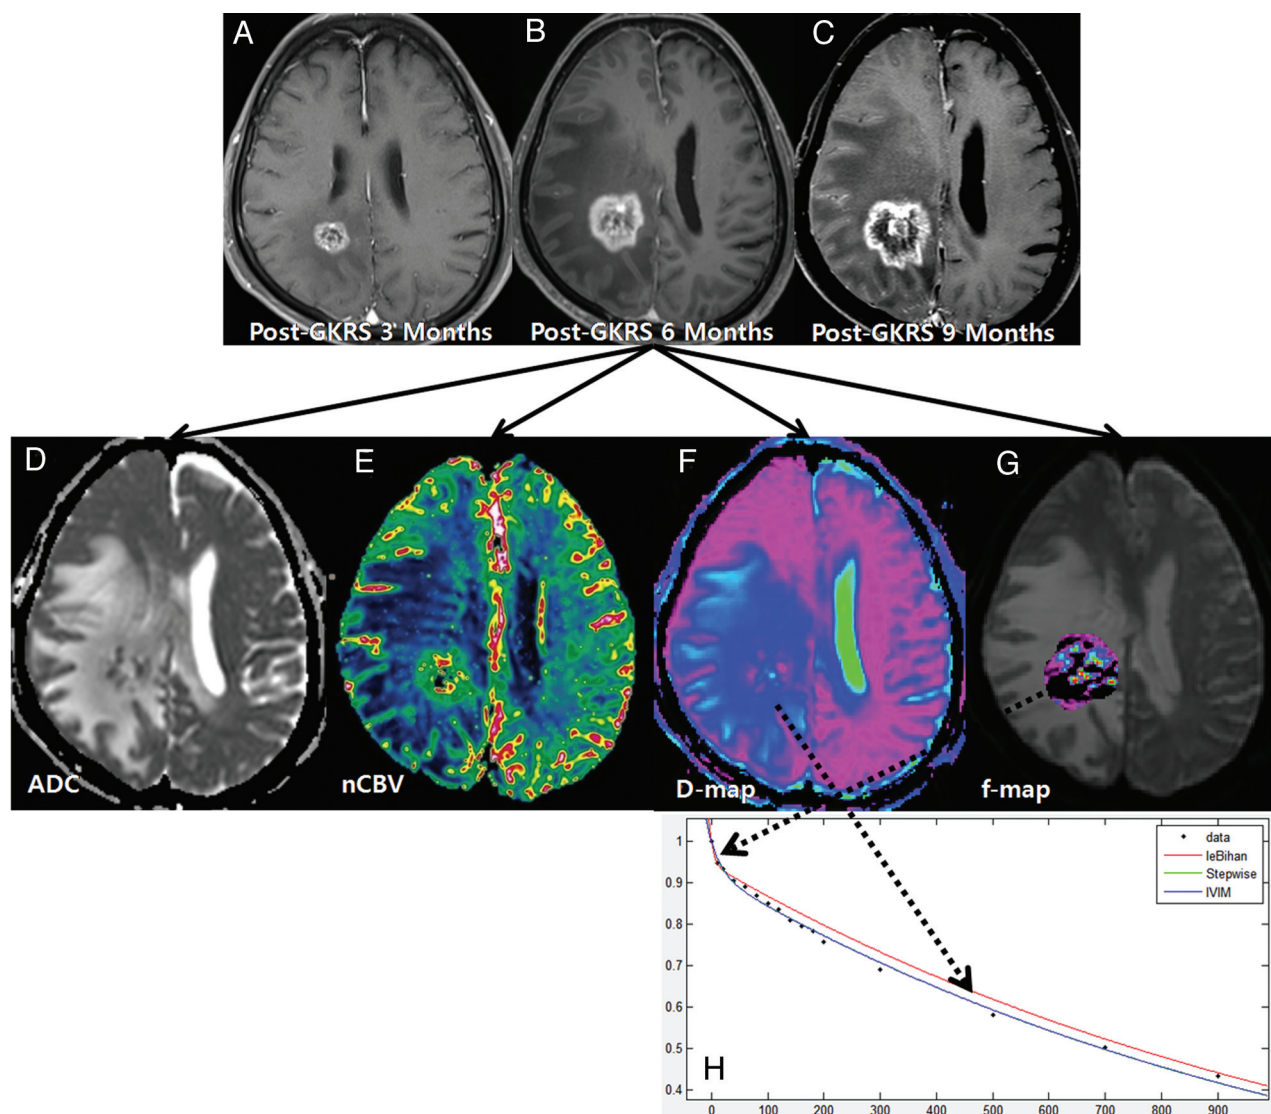 A
B
C
Post-GKRS 3 Months
Post-GKRS 6 Months
Post-GKRS 9 Months
D
E
F
G
ADC
nCBV
D-map
f-map
data
leBihan
Stepwise
IVIM
1
0.9
0.8
0.7
0.6
0.5
0.4
H
0 100 200 300 400 500 600 700 800 900